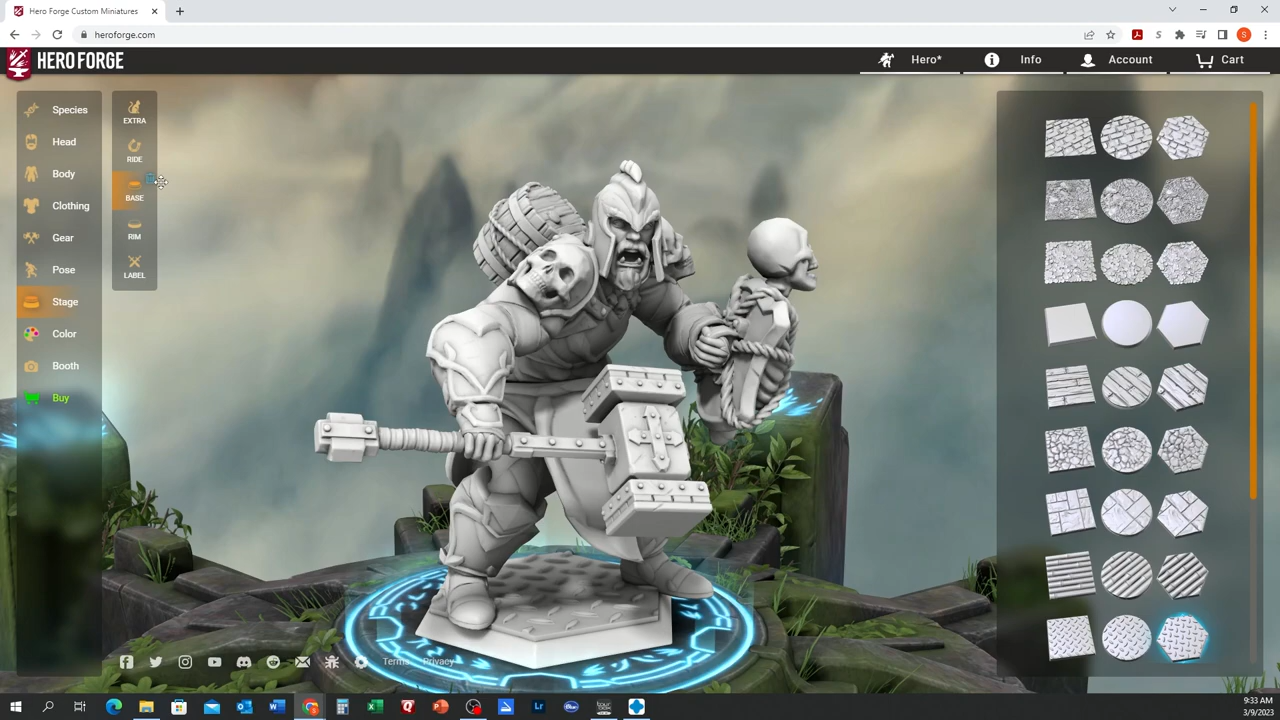 Hero Forge Custom Miniatures
heroforge.com
S
S
HERO FORGE
Hero*
Info
Account
Cart
Species
Head
Body
Clothing
Gear
Pose
Stage
Color
Booth
Buy
EXTRA
RIDE
BASE
RIM
LABEL
Terms
Privacy
9:33 AM
3/9/2023